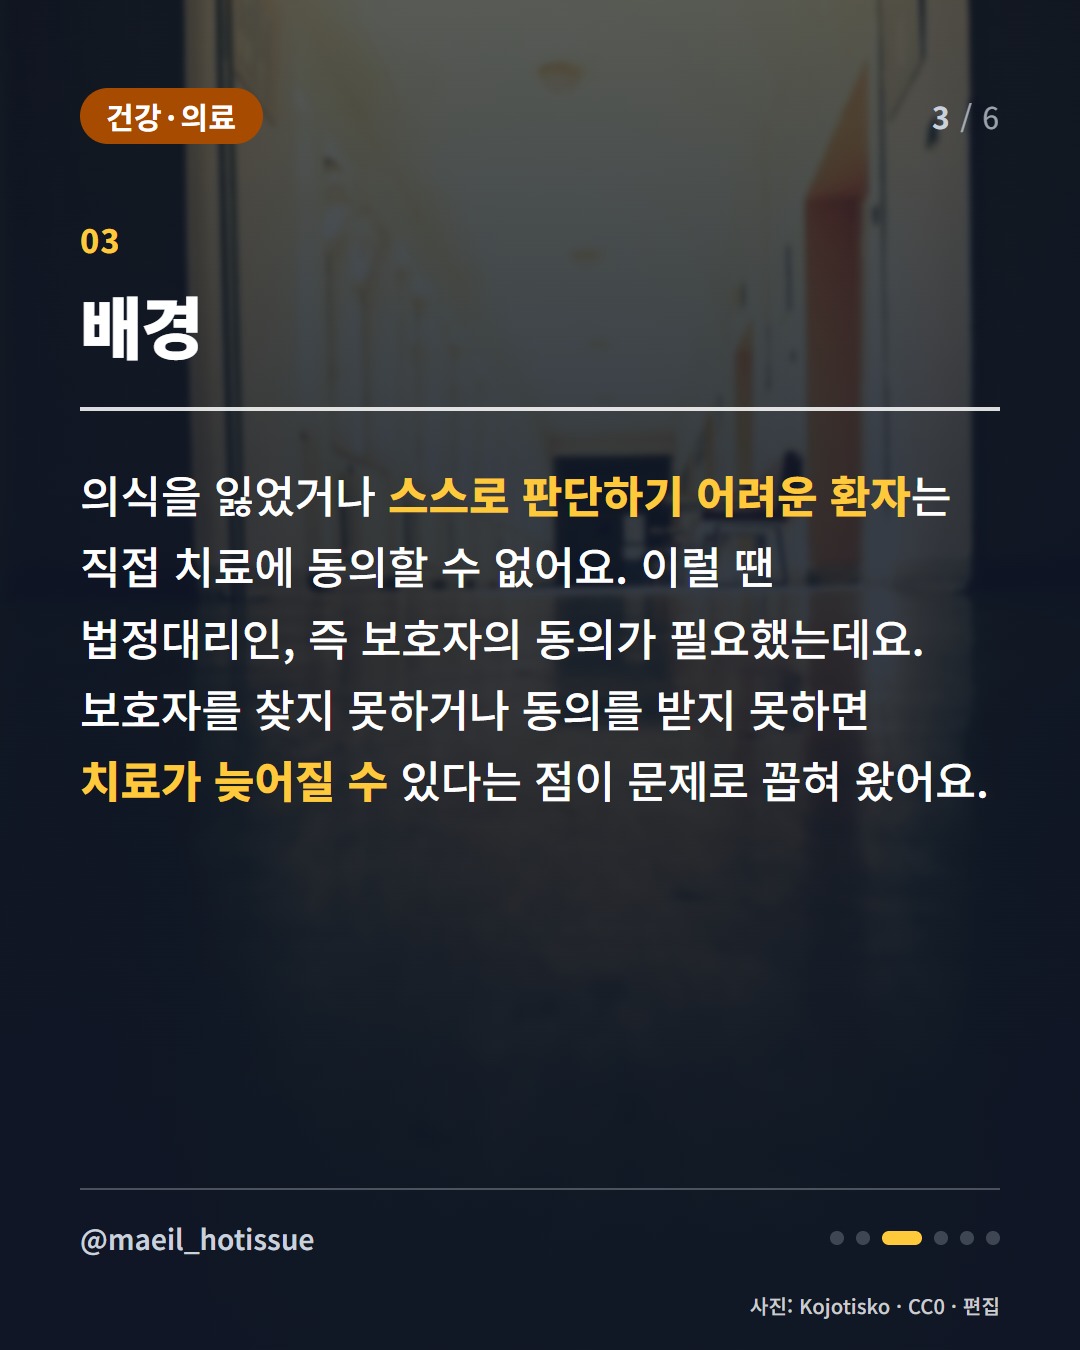 건강·의료
3 / 6
03
배경
의식을 잃었거나 스스로 판단하기 어려운 환자는
직접 치료에 동의할 수 없어요. 이럴 땐
법정대리인, 즉 보호자의 동의가 필요했는데요.
보호자를 찾지 못하거나 동의를 받지 못하면
치료가 늦어질 수 있다는 점이 문제로 꼽혀 왔어요.
@maeil_hotissue
사진: Kojotisko · CC0 · 편집